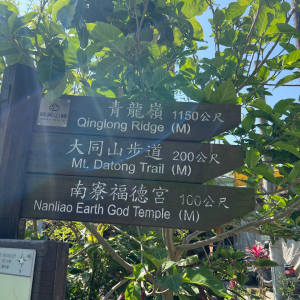 青龍嶺 1150公尺
Qinglong Ridge (M)
大同山步道 200公尺
Mt. Datong Trail (M)
南寮福德宮 100公尺
Nanliao Earth God Temple (M)